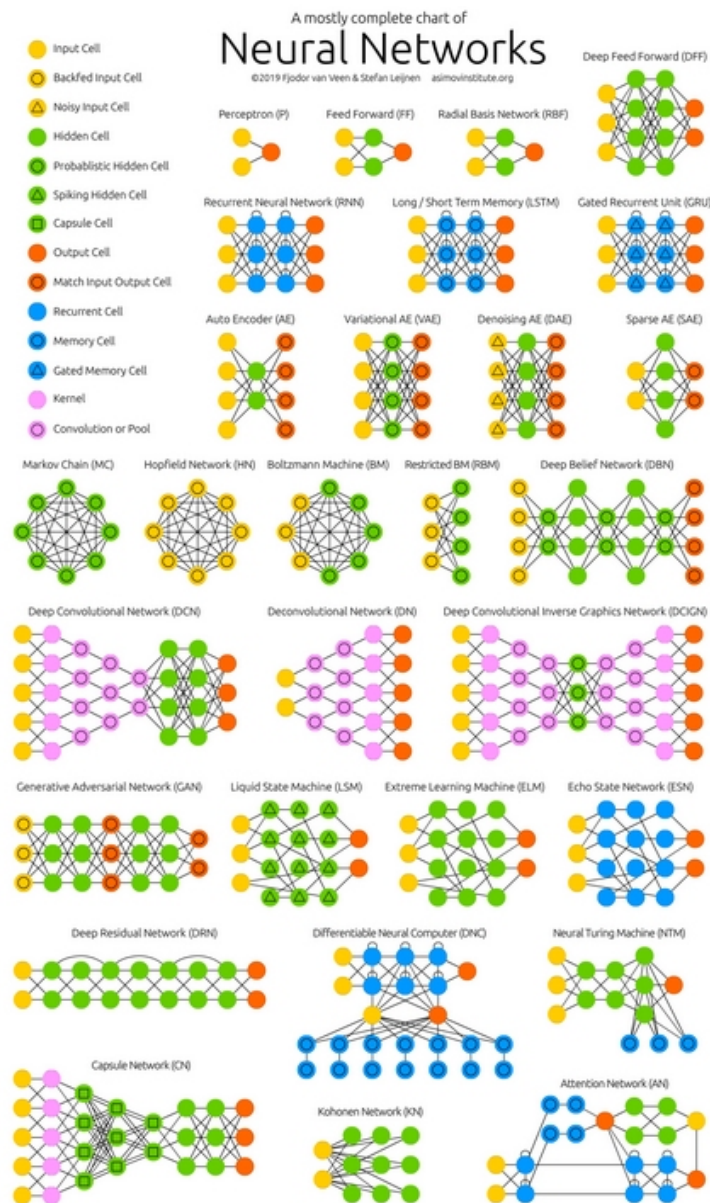 A mostly complete chart of
Neural Networks
©2019 Fjodor van Veen & Stefan Leijnen asimovinstitute.org
Input Cell
Backfed Input Cell
Noisy Input Cell
Hidden Cell
Probablistic Hidden Cell
Spiking Hidden Cell
Capsule Cell
Output Cell
Match Input Output Cell
Recurrent Cell
Memory Cell
Gated Memory Cell
Kernel
Convolution or Pool
Deep Feed Forward (DFF)
Perceptron (P)
Feed Forward (FF)
Radial Basis Network (RBF)
Recurrent Neural Network (RNN)
Long / Short Term Memory (LSTM)
Gated Recurrent Unit (GRU)
Auto Encoder (AE)
Variational AE (VAE)
Denoising AE (DAE)
Sparse AE (SAE)
Markov Chain (MC)
Hopfield Network (HN)
Boltzmann Machine (BM)
Restricted BM (RBM)
Deep Belief Network (DBN)
Deep Convolutional Network (DCN)
Deconvolutional Network (DN)
Deep Convolutional Inverse Graphics Network (DCIGN)
Generative Adversarial Network (GAN)
Liquid State Machine (LSM)
Extreme Learning Machine (ELM)
Echo State Network (ESN)
Deep Residual Network (DRN)
Differentiable Neural Computer (DNC)
Neural Turing Machine (NTM)
Capsule Network (CN)
Kohonen Network (KN)
Attention Network (AN)